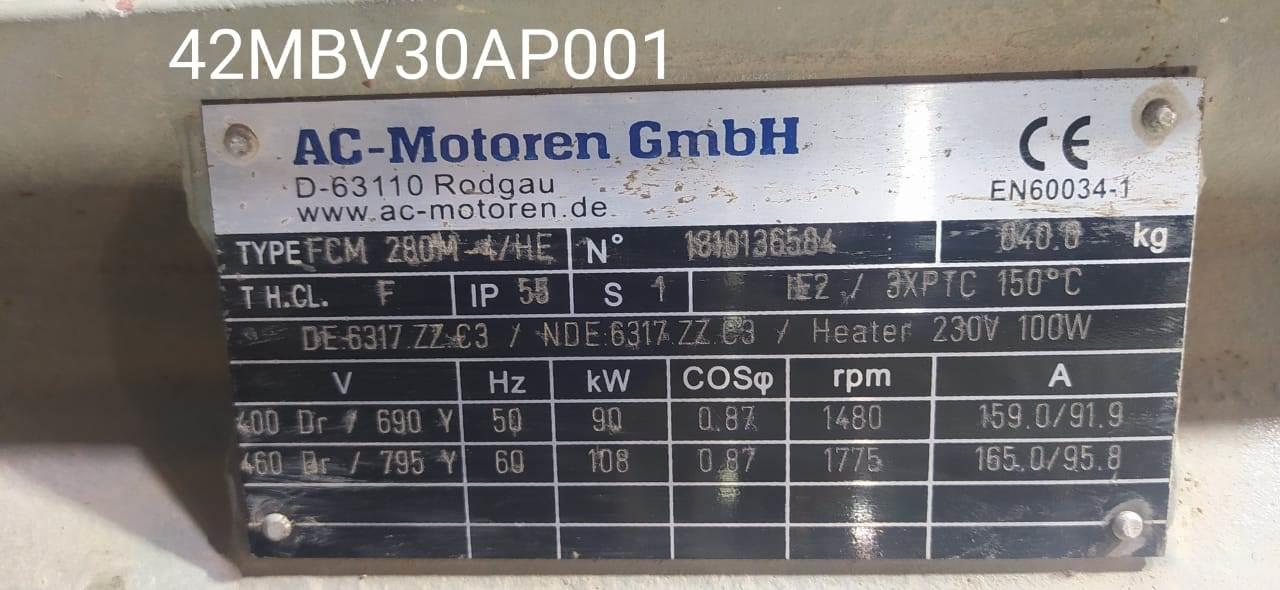 42MBV30AP001
AC-Motoren GmbH
CE
D-63110 Rodgau
EN60034-1
www.ac-motoren.de
TYPE FCM 280M-4/HE N° 1810136584 kg
TH.CL. F IP 55 S 1 IE2 / 3XPTC 150°C
DE:6317.ZZ.C3 / NDE:6317.ZZ.C3 / Heater 230V 100W
V Hz kW COSφ rpm A
400 Dr / 690 Y 50 90 0.87 1480 159.0/91.9
460 Dr / 795 Y 60 108 0.87 1775 165.0/95.8